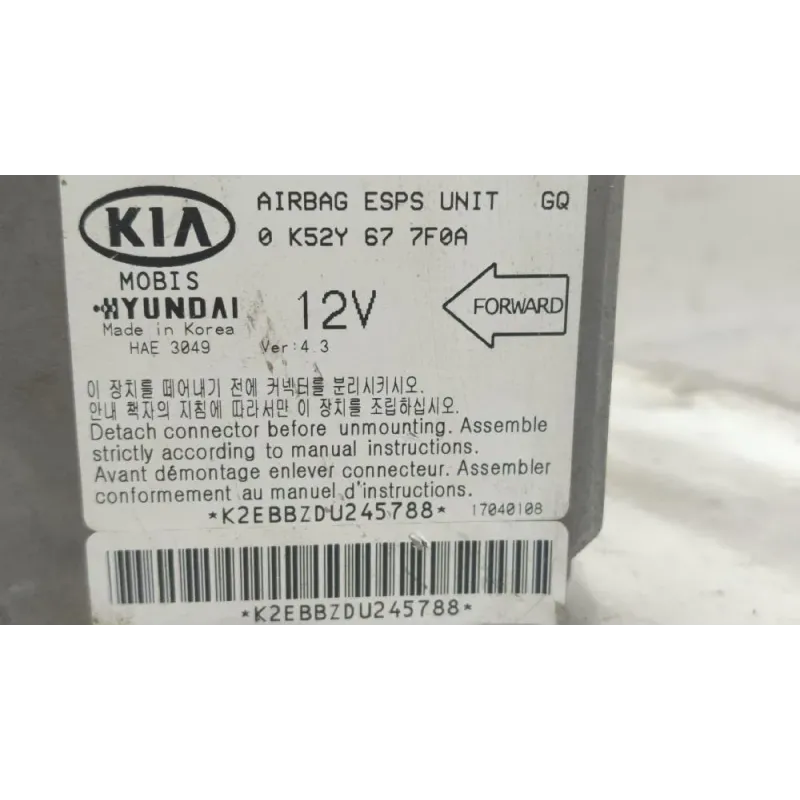 KIA
AIRBAG ESPS UNIT GQ
0 K52Y 67 7F0A
MOBIS
HYUNDAI
12V
FORWARD
Made in Korea
HAE 3049
Ver:4.3
이 장치를 떼어내기 전에 커넥터를 분리시키시오.
안내 책자의 지침에 따라서만 이 장치를 조립하십시오.
Detach connector before unmounting. Assemble
strictly according to manual instructions.
Avant démontage enlever connecteur. Assembler
conformement au manuel d'instructions.
*K2EBBZDU245788* 17040108
*K2EBBZDU245788*